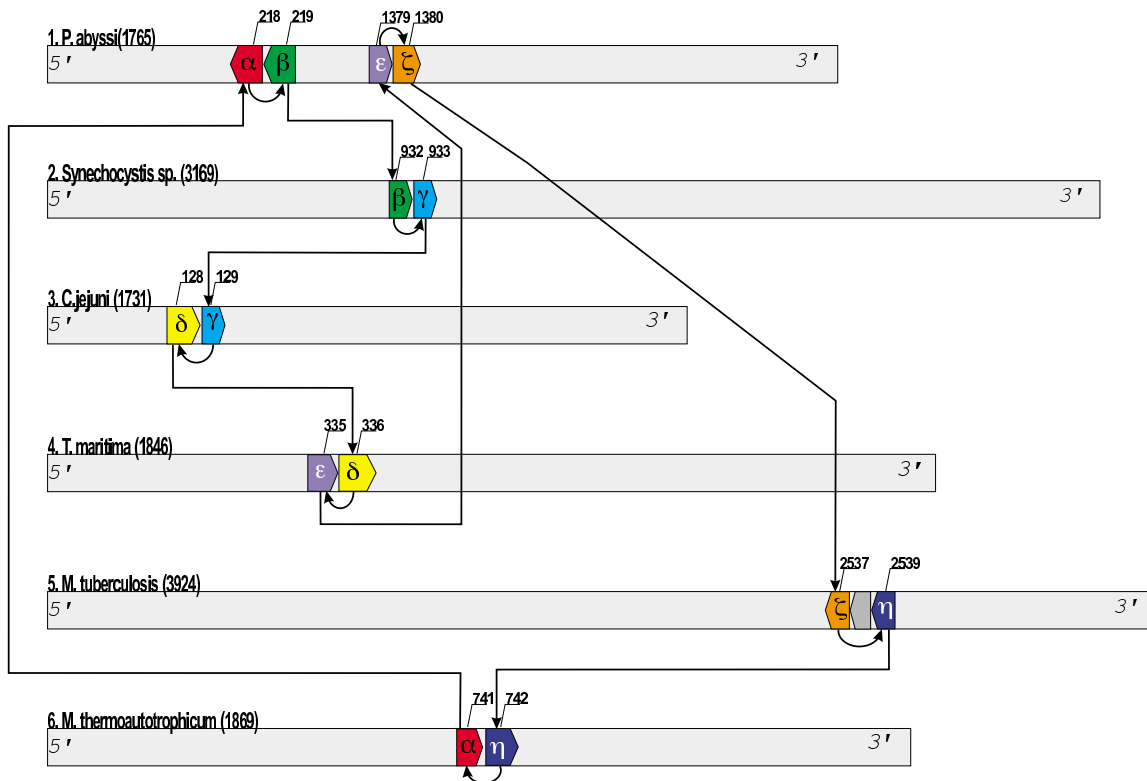 218 219 1379 1380
1. P. abyssi(1765)
5' α β ε ζ 3'
932 933
2. Synechocystis sp. (3169)
5' β γ 3'
128 129
3. C.jejuni (1731)
5' δ γ 3'
335 336
4. T. maritima (1846)
5' ε δ 3'
2537 2539
5. M. tuberculosis (3924)
5' ζ η 3'
741 742
6. M. thermoautotrophicum (1869)
5' α η 3'